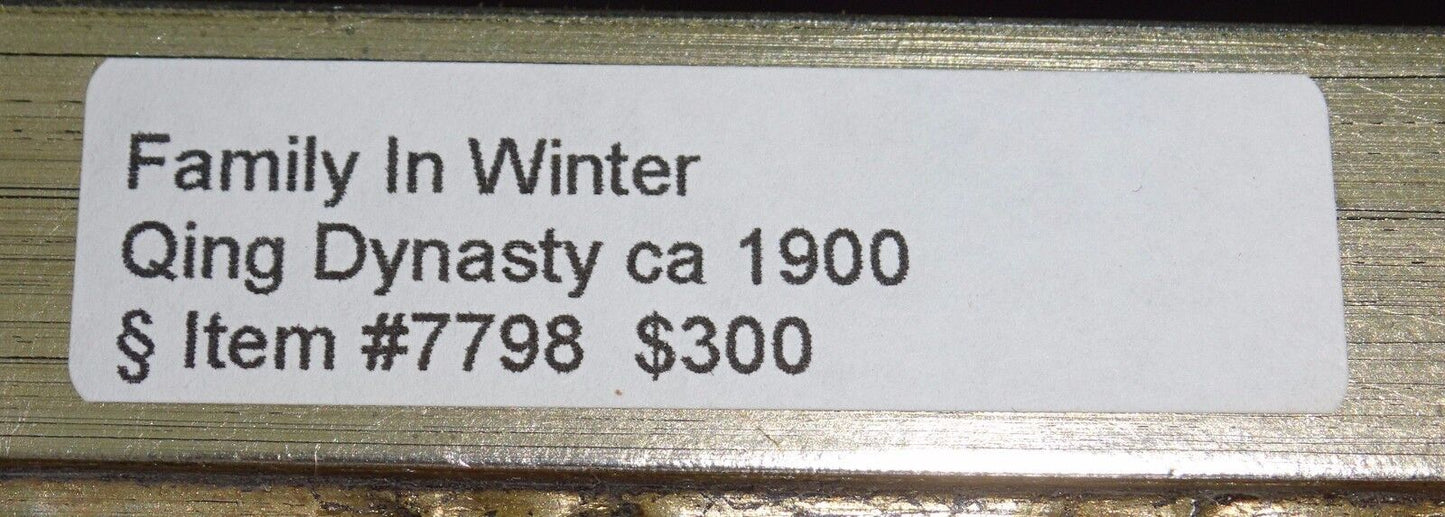 Family In Winter
Qing Dynasty ca 1900
§ Item #7798 $300